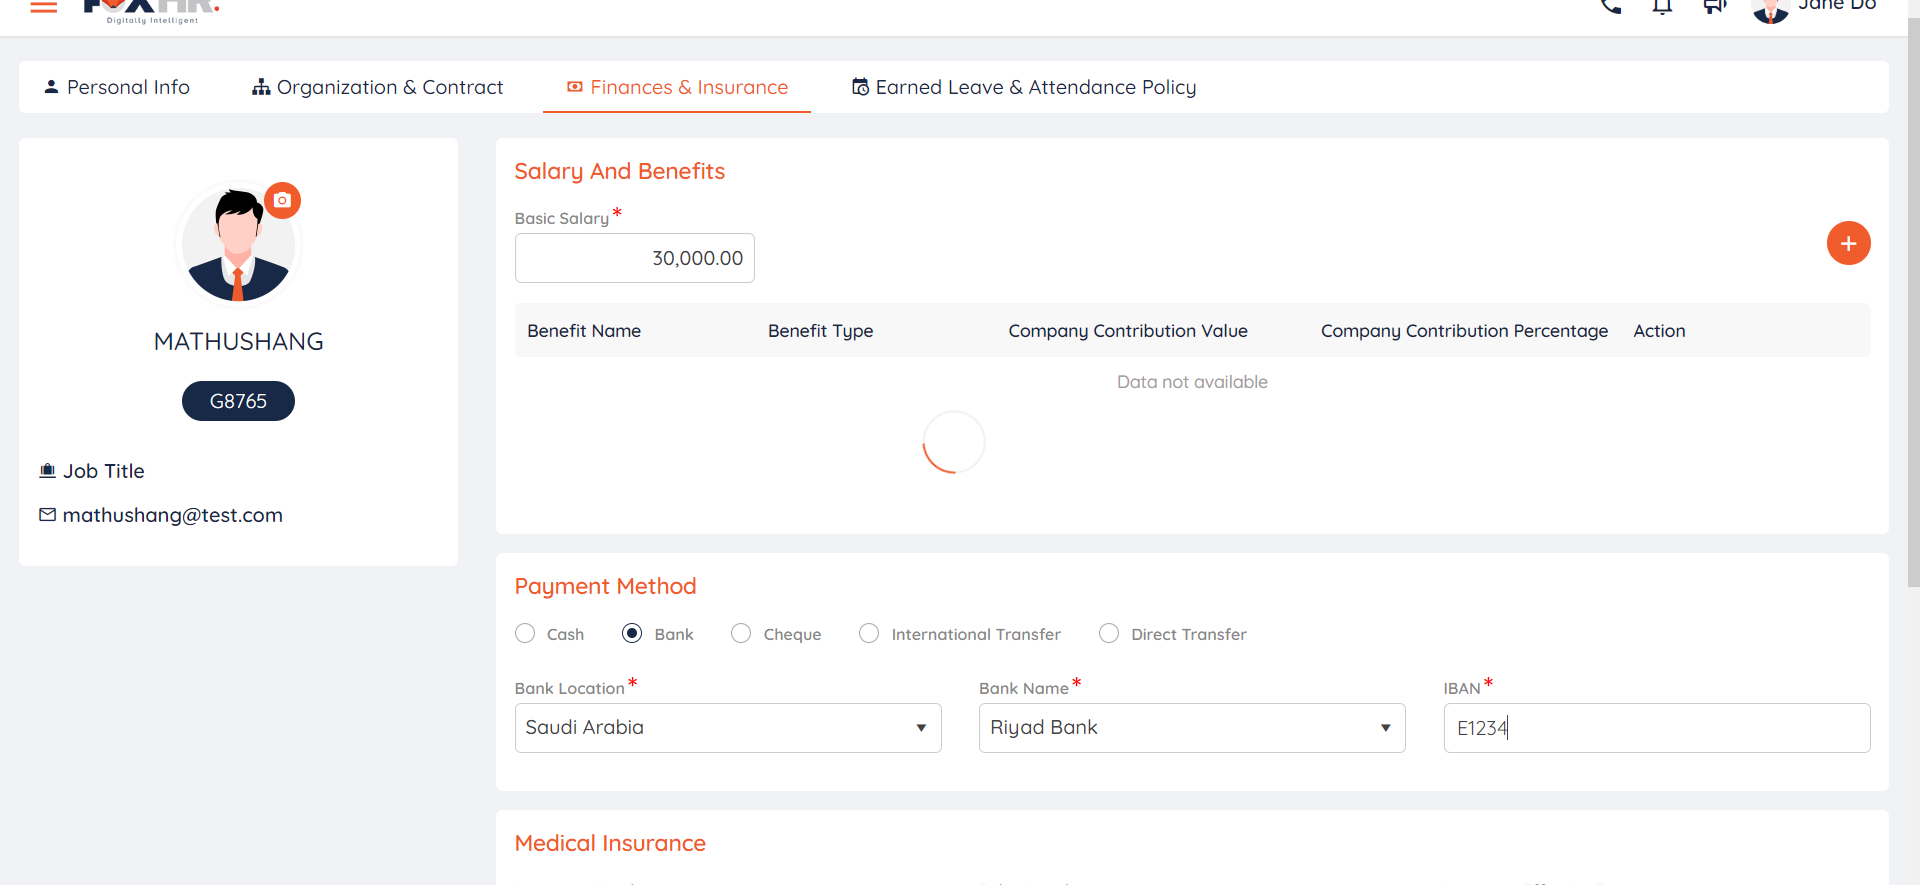 FOXHR.
Digitally Intelligent
Jane Do
Personal Info
Organization & Contract
Finances & Insurance
Earned Leave & Attendance Policy
MATHUSHANG
G8765
Job Title
mathushang@test.com
Salary And Benefits
Basic Salary*
30,000.00
+
Benefit Name Benefit Type Company Contribution Value Company Contribution Percentage Action
Data not available
Payment Method
Cash Bank Cheque International Transfer Direct Transfer
Bank Location* Bank Name* IBAN*
Saudi Arabia Riyad Bank E1234
Medical Insurance